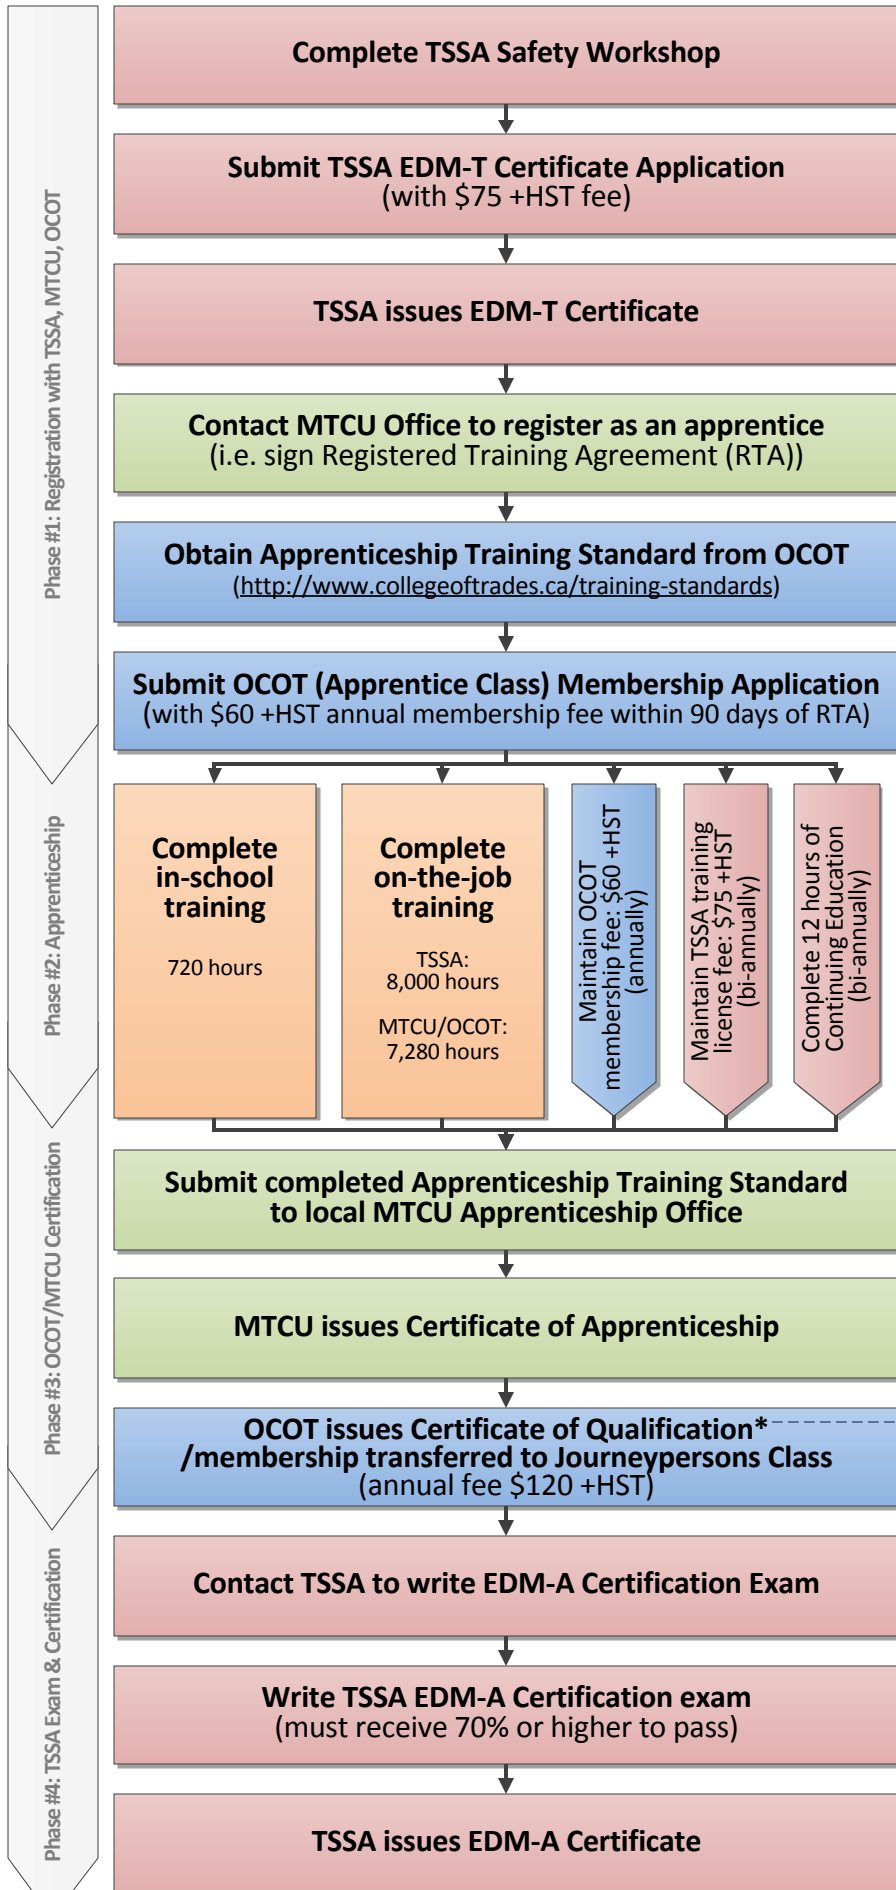 Phase #1: Registration with TSSA, MTCU, OCOT
Complete TSSA Safety Workshop
Submit TSSA EDM-T Certificate Application
(with $75 +HST fee)
TSSA issues EDM-T Certificate
Contact MTCU Office to register as an apprentice
(i.e. sign Registered Training Agreement (RTA))
Obtain Apprenticeship Training Standard from OCOT
(http://www.collegeoftrades.ca/training-standards)
Submit OCOT (Apprentice Class) Membership Application
(with $60 +HST annual membership fee within 90 days of RTA)
Phase #2: Apprenticeship
Complete
in-school
training
720 hours
Complete
on-the-job
training
TSSA:
8,000 hours
MTCU/OCOT:
7,280 hours
Maintain OCOT
membership fee: $60 +HST
(annually)
Maintain TSSA training
license fee: $75 +HST
(bi-annually)
Complete 12 hours of
Continuing Education
(bi-annually)
Phase #3: OCOT/MTCU Certification
Submit completed Apprenticeship Training Standard
to local MTCU Apprenticeship Office
MTCU issues Certificate of Apprenticeship
OCOT issues Certificate of Qualification*
/membership transferred to Journeypersons Class
(annual fee $120 +HST)
Phase #4: TSSA Exam & Certification
Contact TSSA to write EDM-A Certification Exam
Write TSSA EDM-A Certification exam
(must receive 70% or higher to pass)
TSSA issues EDM-A Certificate